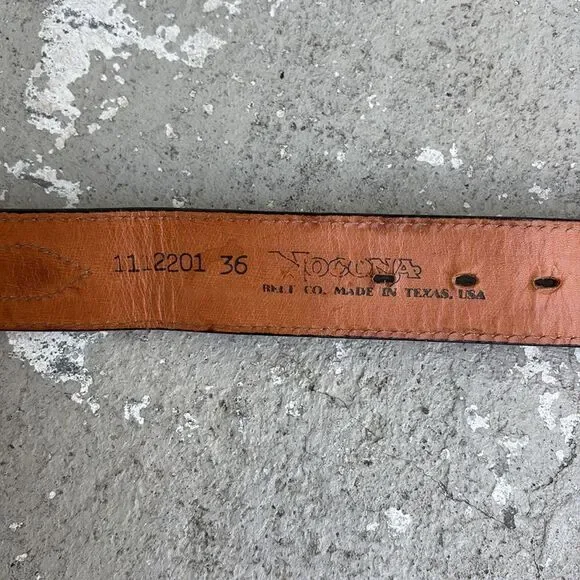 1112201 36 NOCONA
BELT CO. MADE IN TEXAS, USA